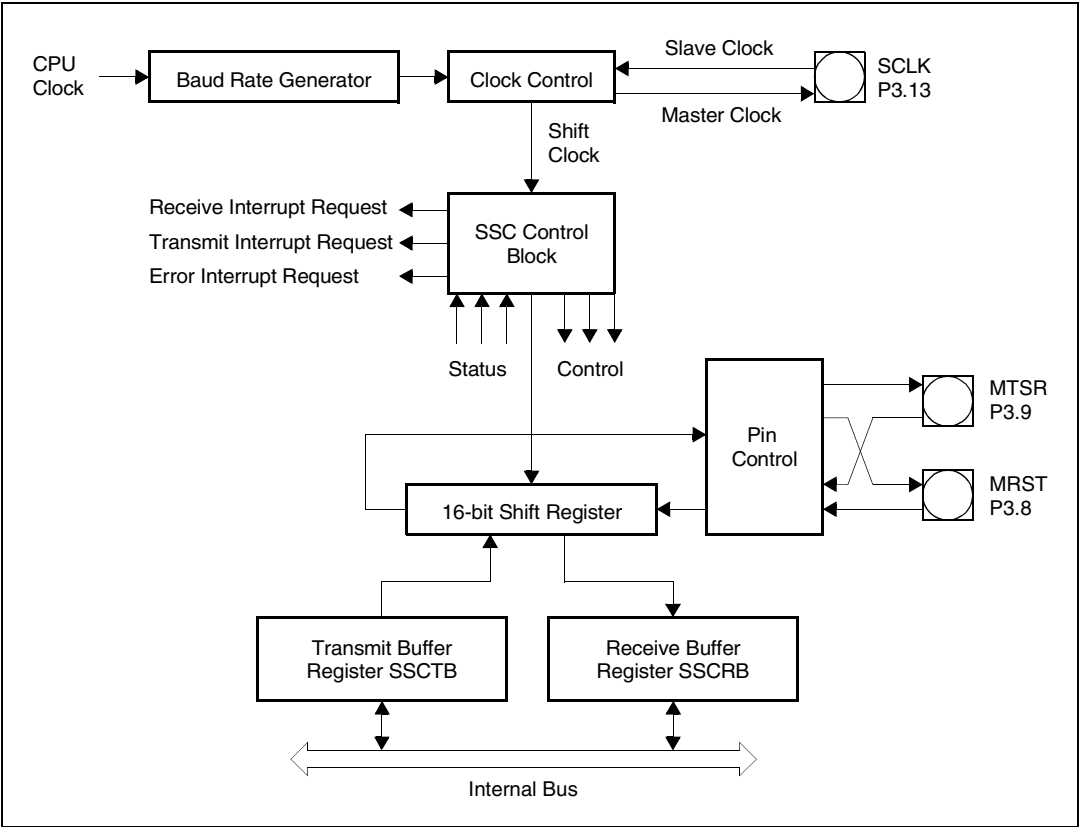 CPU
Clock
Baud Rate Generator
Clock Control
Slave Clock
Master Clock
SCLK
P3.13
Shift
Clock
Receive Interrupt Request
Transmit Interrupt Request
Error Interrupt Request
SSC Control
Block
Status
Control
Pin
Control
MTSR
P3.9
MRST
P3.8
16-bit Shift Register
Transmit Buffer
Register SSCTB
Receive Buffer
Register SSCRB
Internal Bus